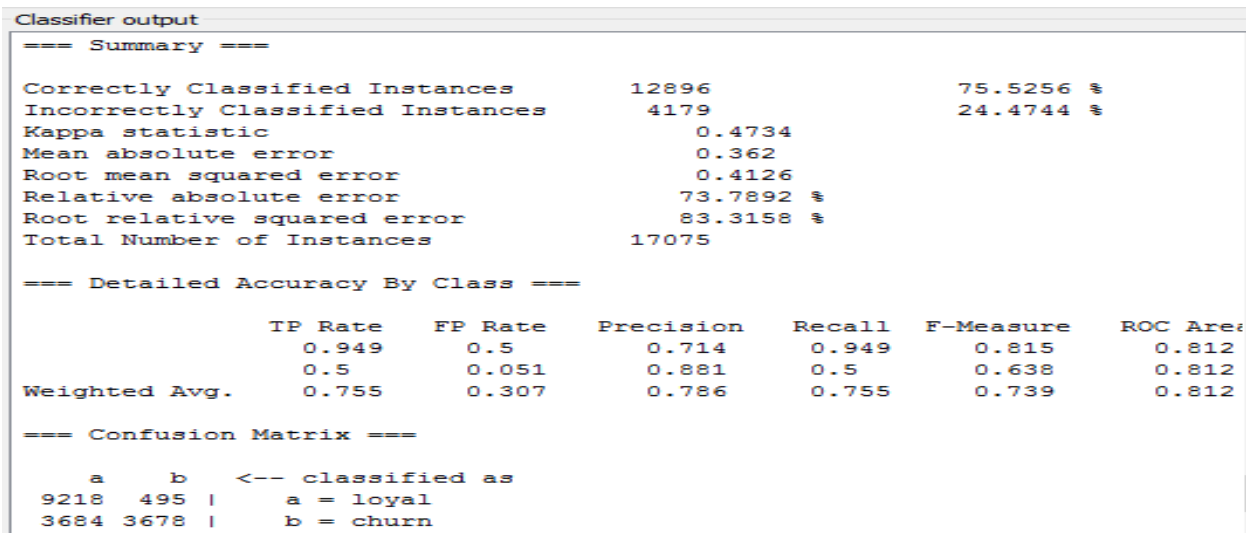 Classifier output
=== Summary ===
Correctly Classified Instances 12896 75.5256 %
Incorrectly Classified Instances 4179 24.4744 %
Kappa statistic 0.4734
Mean absolute error 0.362
Root mean squared error 0.4126
Relative absolute error 73.7892 %
Root relative squared error 83.3158 %
Total Number of Instances 17075
=== Detailed Accuracy By Class ===
TP Rate FP Rate Precision Recall F-Measure ROC Area
0.949 0.5 0.714 0.949 0.815 0.812
0.5 0.051 0.881 0.5 0.638 0.812
Weighted Avg. 0.755 0.307 0.786 0.755 0.739 0.812
=== Confusion Matrix ===
a b <-- classified as
9218 495 | a = loyal
3684 3678 | b = churn